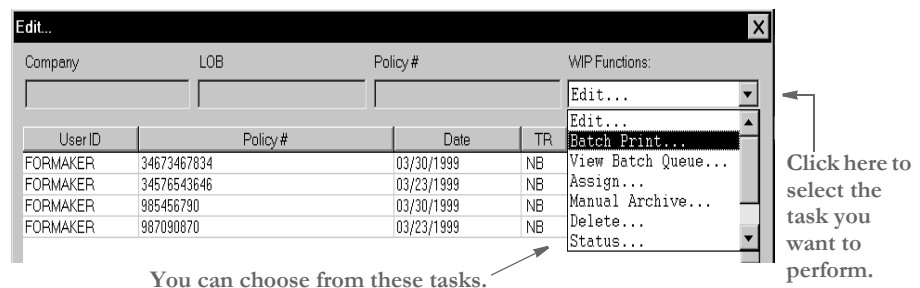 Edit...
Company LOB Policy # WIP Functions:
Edit...
User ID Policy # Date TR
FORMAKER 34673467834 03/30/1999 NB
FORMAKER 34576543646 03/23/1999 NB
FORMAKER 985456790 03/30/1999 NB
FORMAKER 987090870 03/23/1999 NB
Edit...
Batch Print...
View Batch Queue...
Assign...
Manual Archive...
Delete...
Status...
Click here to
select the
task you
want to
perform.
You can choose from these tasks.